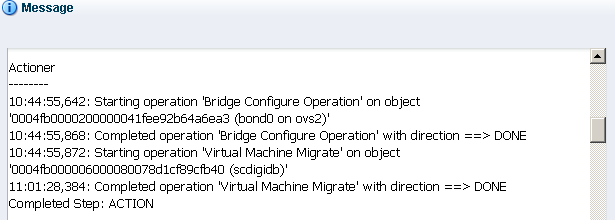 Message
Actioner
--------
10:44:55,642: Starting operation 'Bridge Configure Operation' on object
'0004fb0000200000041fee92b64a6ea3 (bond0 on ovs2)'
10:44:55,868: Completed operation 'Bridge Configure Operation' with direction ==> DONE
10:44:55,872: Starting operation 'Virtual Machine Migrate' on object
'0004fb000006000080078d1cf89cfb40 (scdigidb)'
11:01:28,384: Completed operation 'Virtual Machine Migrate' with direction ==> DONE
Completed Step: ACTION